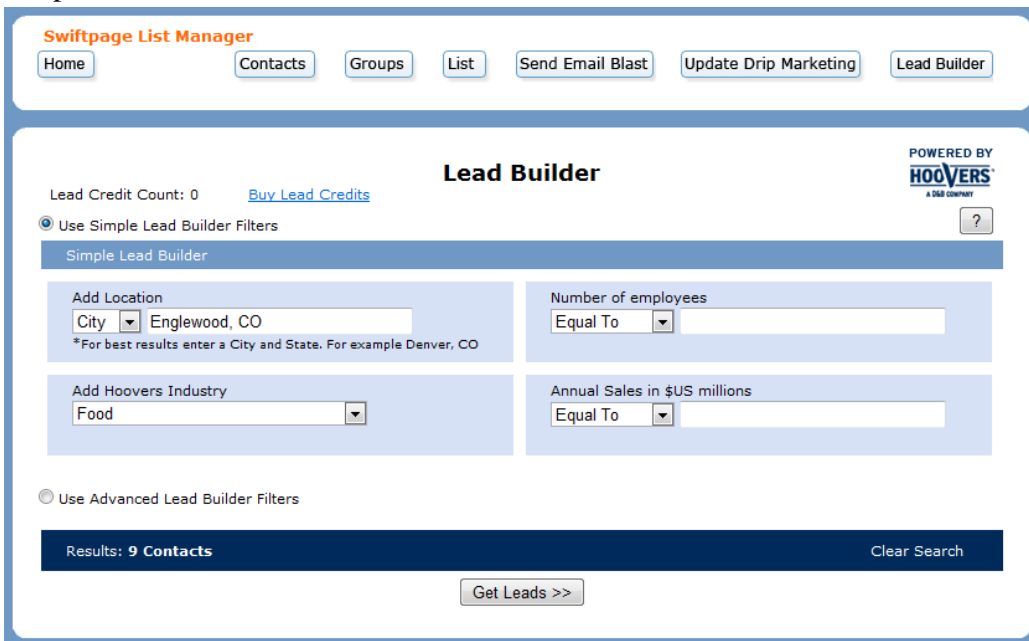 Swiftpage List Manager
Home Contacts Groups List Send Email Blast Update Drip Marketing Lead Builder
POWERED BY
HOOVERS
A D&B COMPANY
Lead Builder
Lead Credit Count: 0 Buy Lead Credits
Use Simple Lead Builder Filters ?
Simple Lead Builder
Add Location
City Englewood, CO
*For best results enter a City and State. For example Denver, CO
Number of employees
Equal To
Add Hoovers Industry
Food
Annual Sales in $US millions
Equal To
Use Advanced Lead Builder Filters
Results: 9 Contacts Clear Search
Get Leads >>